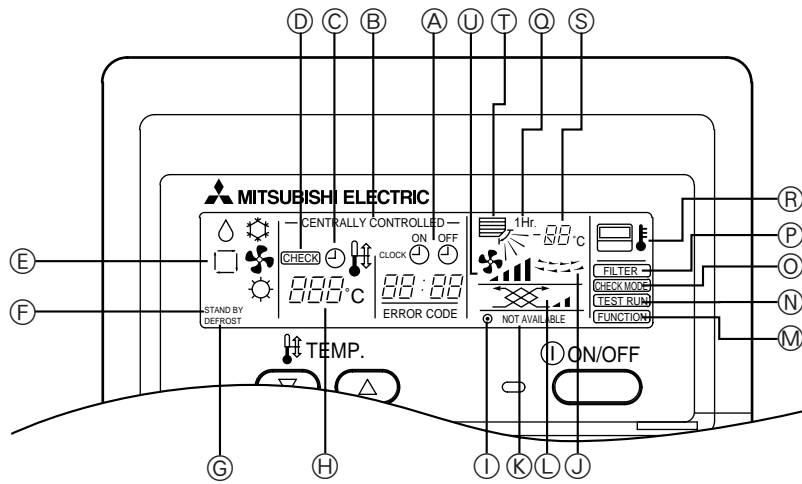 D C B A U T Q S
MITSUBISHI ELECTRIC
CENTRALLY CONTROLLED
1Hr.
ON OFF
CLOCK
CHECK
88°C
R
E
P
FILTER
O
CHECK MODE
888°C
88:88
N
TEST RUN
F
STAND BY
DEFROST
ERROR CODE
NOT AVAILABLE
M
FUNCTION
TEMP.
ON/OFF
G H I K L J